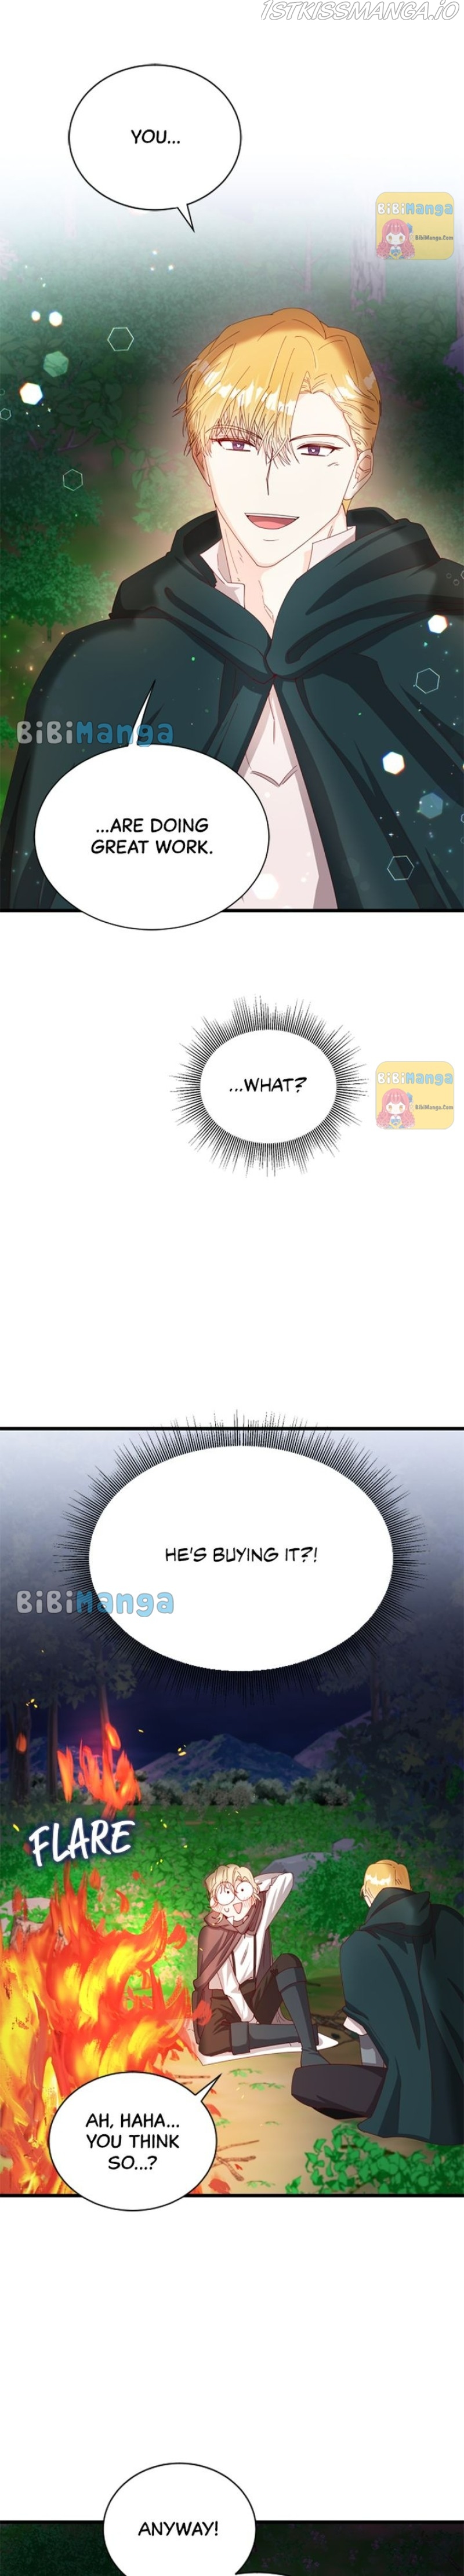 1STKISSMANGA.iO
YOU...
BiBiManga
BibiManga.Com
BiBiManga
...ARE DOING
GREAT WORK.
...WHAT?
BiBiManga
BibiManga.Com
HE'S BUYING IT?!
BiBiManga
FLARE
AH, HAHA...
YOU THINK
SO...?
ANYWAY!